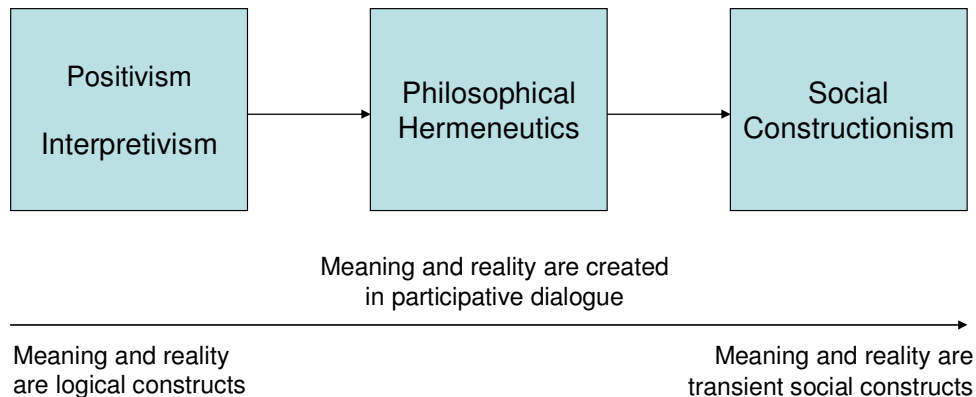 Positivism
Interpretivism
Philosophical
Hermeneutics
Social
Constructionism
Meaning and reality are created
in participative dialogue
Meaning and reality
are logical constructs
Meaning and reality are
transient social constructs